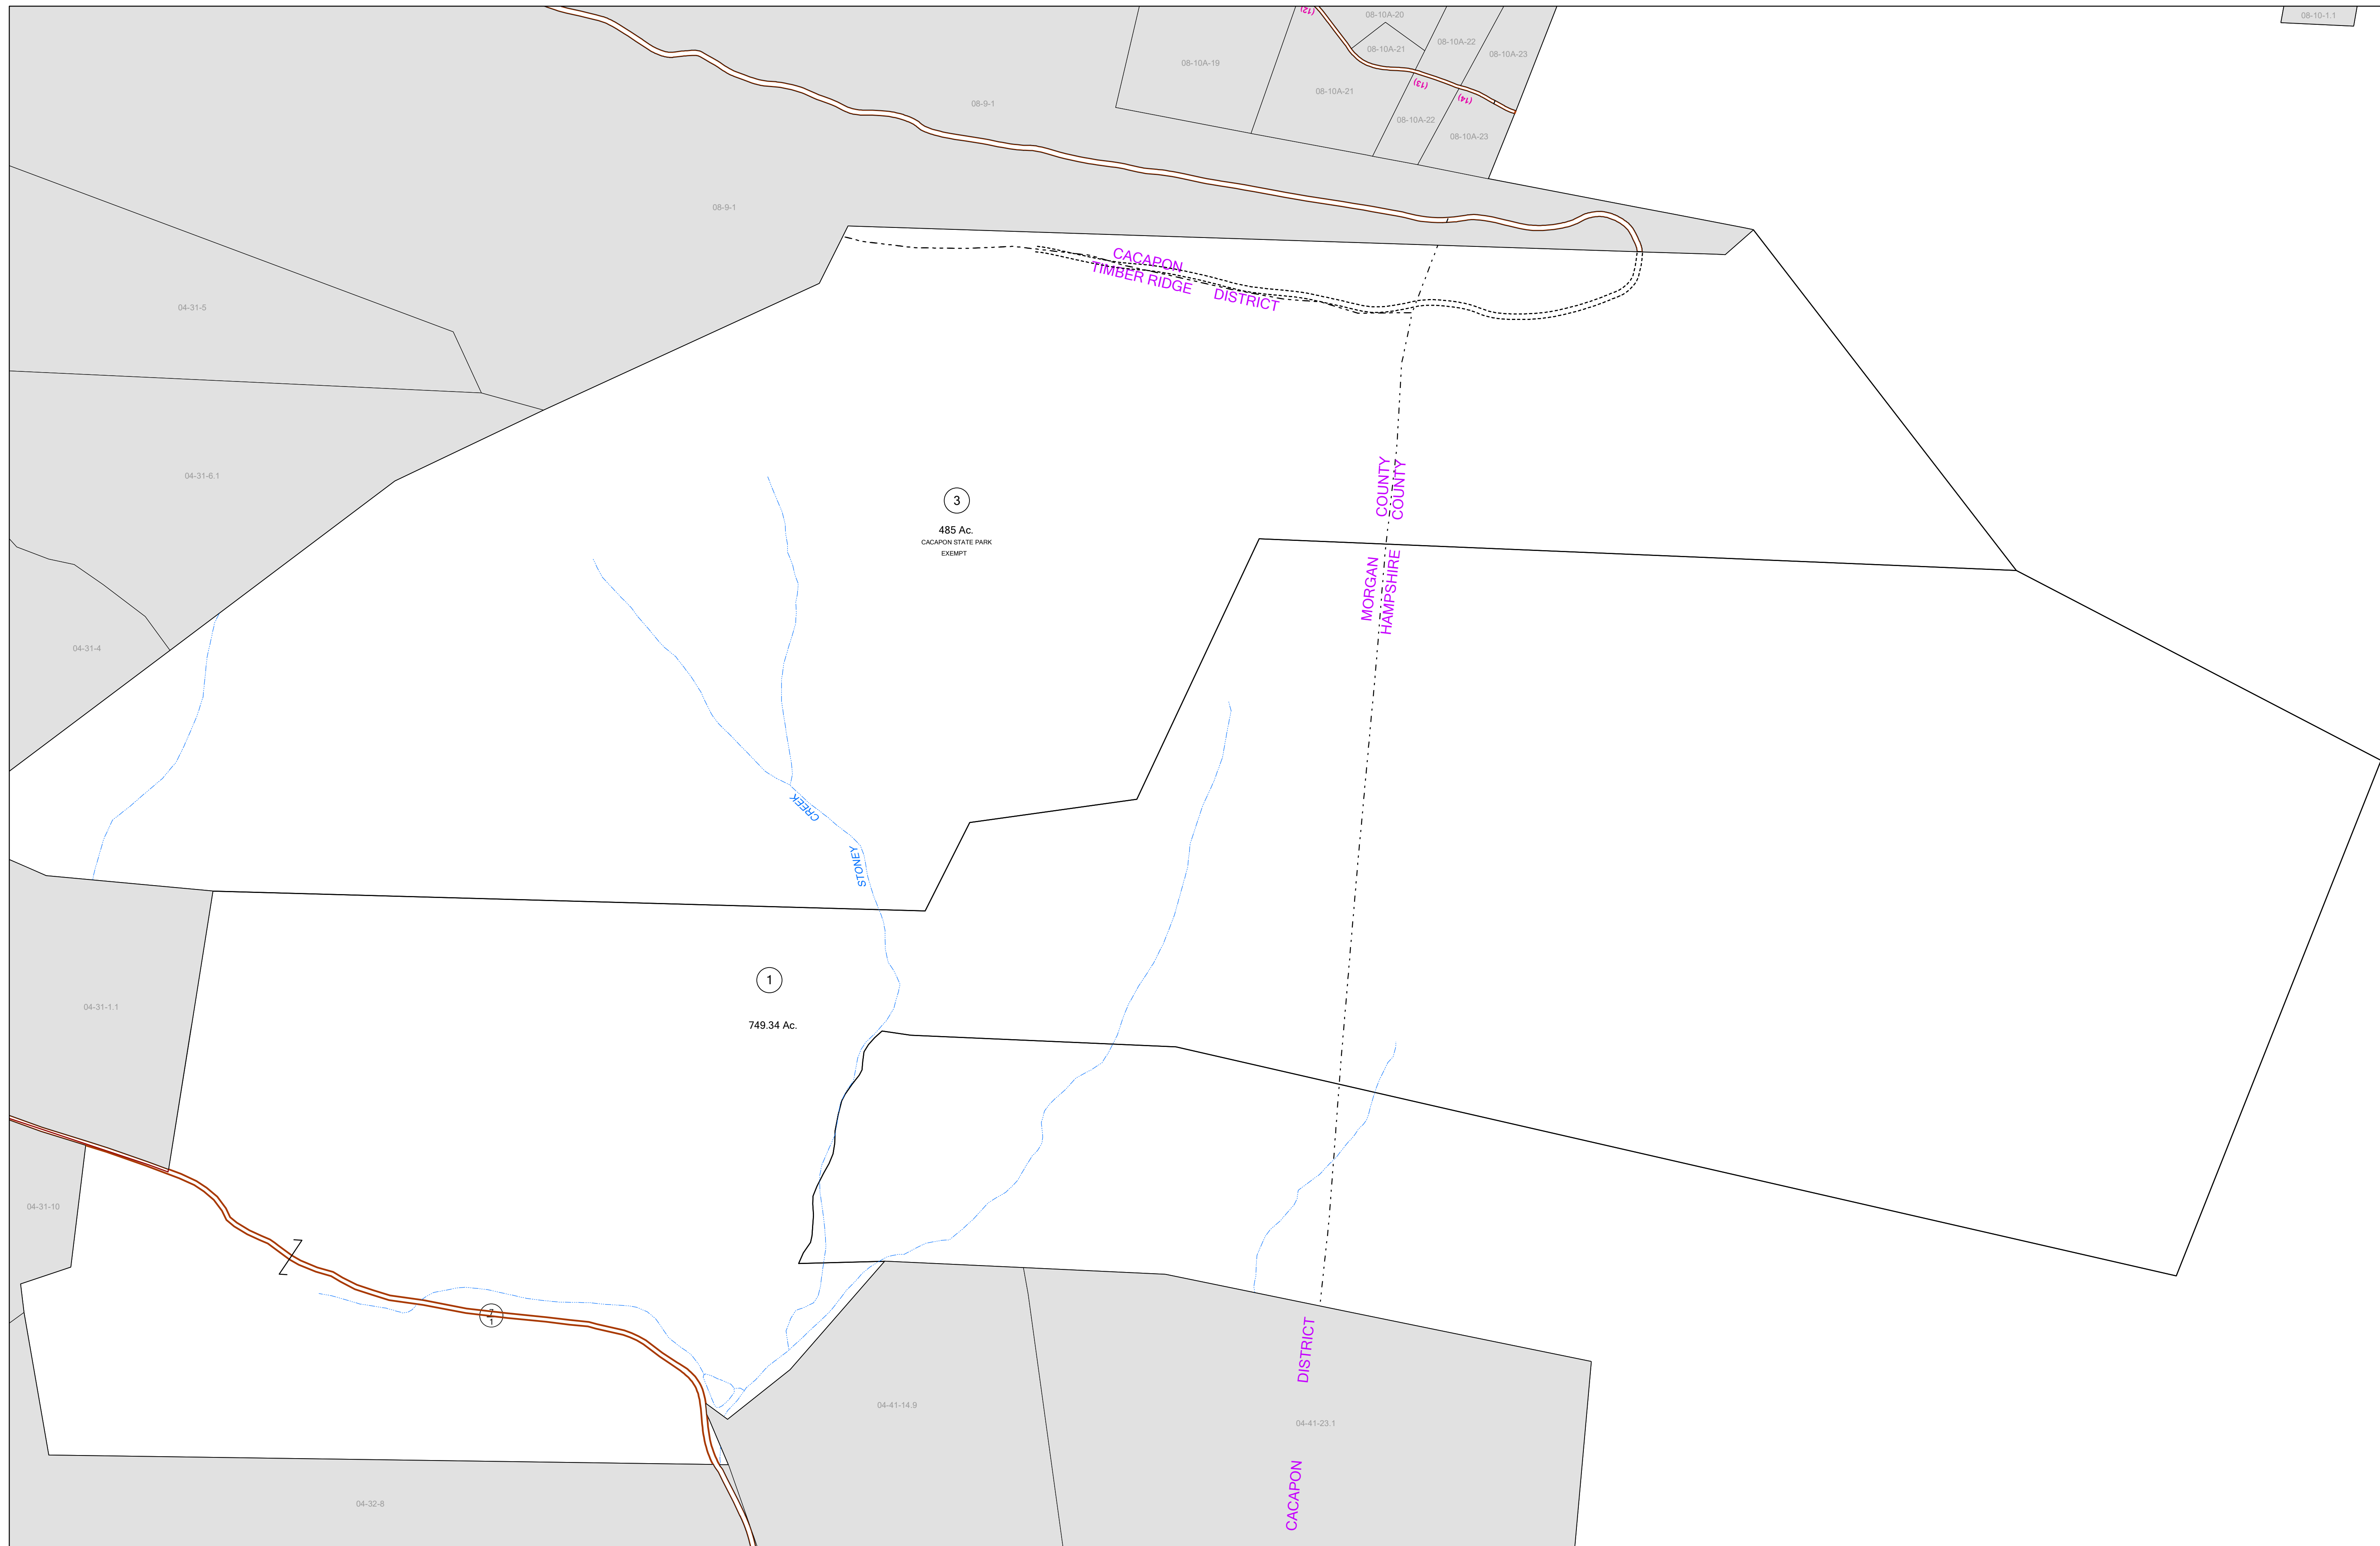 08-10A-20
08-10-1.1
(12)
08-10A-22
08-10A-21
08-10A-23
08-10A-19
(13)
08-10A-21
(14)
08-9-1
08-10A-22
08-10A-23
08-9-1
CACAPON
TIMBER RIDGE DISTRICT
04-31-5
04-31-6.1
3
485 Ac.
CACAPON STATE PARK
EXEMPT
MORGAN COUNTY
HAMPSHIRE COUNTY
04-31-4
STONEY CREEK
1
749.34 Ac.
04-31-1.1
04-31-10
7
1
04-41-14.9
04-41-23.1
CACAPON DISTRICT
04-32-8